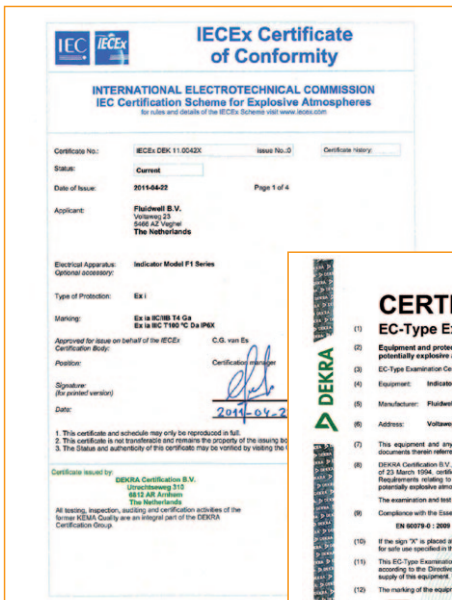 IEC IECEx
IECEx Certificate
of Conformity
INTERNATIONAL ELECTROTECHNICAL COMMISSION
IEC Certification Scheme for Explosive Atmospheres
for rules and details of the IECEx Scheme visit www.iecex.com
Certificate No.: IECEx DEK 11.0042X issue No.:0 Certificate history:
Status: Current
Date of Issue: 2011-04-22 Page 1 of 4
Applicant: Fluidwell B.V.
Voltaweg 23
5466 AZ Veghel
The Netherlands
Electrical Apparatus: Indicator Model F1 Series
Optional accessory:
Type of Protection: Ex i
Marking: Ex ia IIC/IIB T4 Ga
Ex ia IIIC T100 °C Da IP6X
Approved for issue on behalf of the IECEx C.G. van Es
Certification Body:
Position: Certification manager
Signature:
(for printed version)
Date: 2011-04-2
1. This certificate and schedule may only be reproduced in full.
2. This certificate is not transferable and remains the property of the issuing bo
3. The Status and authenticity of this certificate may be verified by visiting the
Certificate issued by:
DEKRA Certification B.V.
Utrechtseweg 310
6812 AR Arnhem
The Netherlands
All testing, inspection, auditing and certification activities of the
former KEMA Quality are an integral part of the DEKRA
Certification Group.
DEKRA
CERTI
(1) EC-Type Ex
(2) Equipment and prote
potentially explosive
(3) EC-Type Examination Ce
(4) Equipment: Indicato
(5) Manufacturer: Fluidwel
(6) Address: Voltawe
(7) This equipment and any
documents therein referre
(8) DEKRA Certification B.V.,
of 23 March 1994, certifi
Requirements relating to
potentially explosive atmo
The examination and test
(9) Compliance with the Esse
EN 60079-0 : 2009
(10) If the sign "X" is placed a
for safe use specified in th
(11) This EC-Type Examinatio
according to the Directive
supply of this equipment.
(12) The marking of the equipm